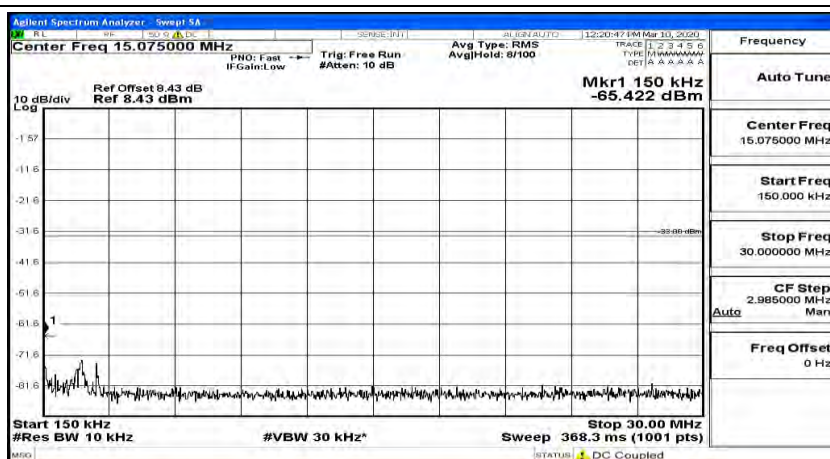 Agilent Spectrum Analyzer - Swept SA
RL RF 50 Ω DC SENSE:INT ALIGN AUTO 12:20:47 PM Mar 10, 2020
Center Freq 15.075000 MHz
PNO: Fast
IFGain:Low
Trig: Free Run
#Atten: 10 dB
Avg Type: RMS
Avg|Hold: 8/100
TRACE 1 2 3 4 5 6
TYPE M WWWWW
DET A A A A A A
Mkr1 150 kHz
-65.422 dBm
Ref Offset 8.43 dB
Ref 8.43 dBm
10 dB/div
Log
-1.57
-11.6
-21.6
-31.6
-33.00 dBm
-41.6
-51.6
-61.6
1
-71.6
-81.6
Start 150 kHz
Stop 30.00 MHz
#Res BW 10 kHz
#VBW 30 kHz*
Sweep 368.3 ms (1001 pts)
MSG
STATUS DC Coupled
Frequency
Auto Tune
Center Freq
15.075000 MHz
Start Freq
150.000 kHz
Stop Freq
30.000000 MHz
CF Step
2.985000 MHz
Auto Man
Freq Offset
0 Hz